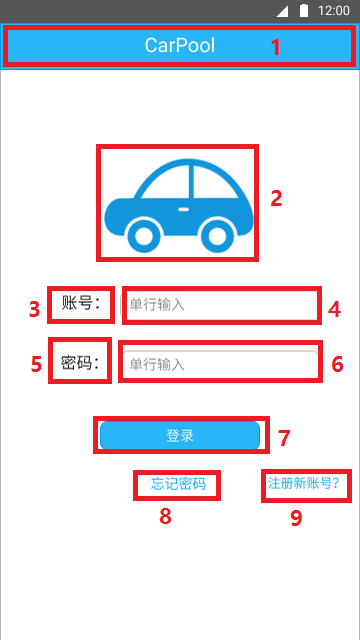 12:00
CarPool 1
2
3 账号: 单行输入 4
5 密码: 单行输入 6
登录 7
忘记密码 注册新账号?
8 9